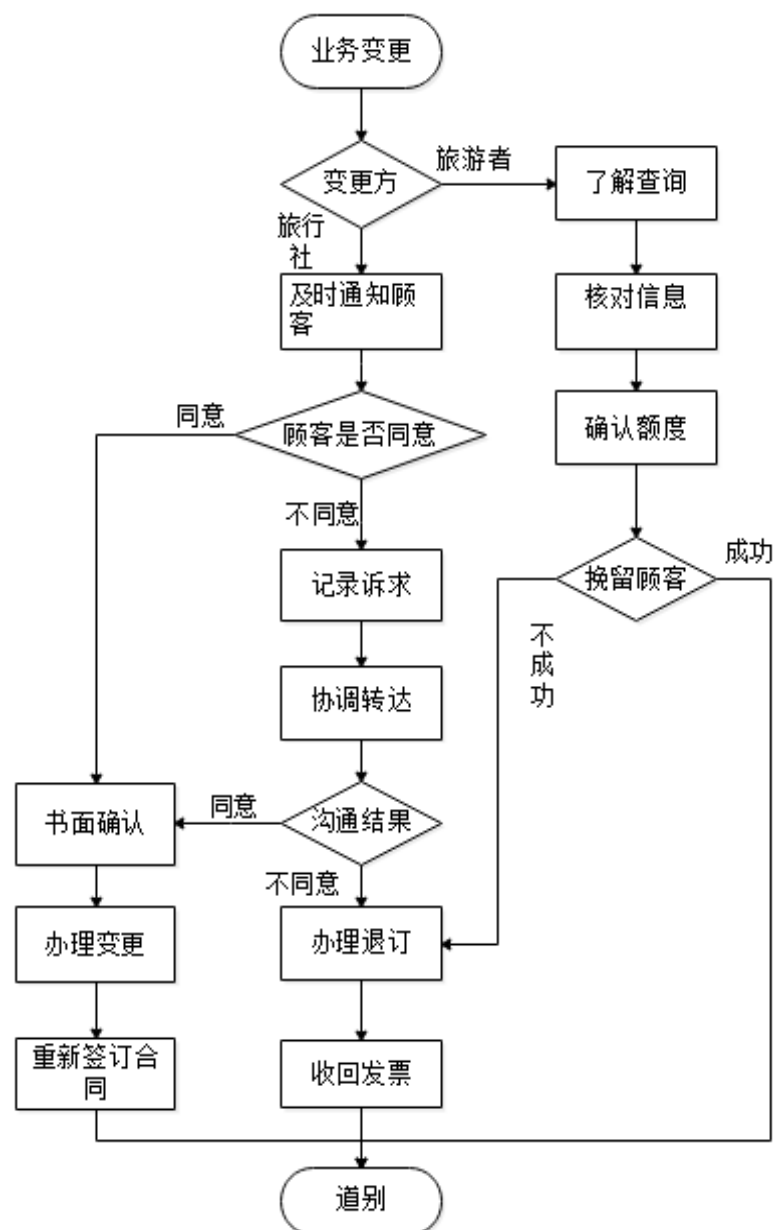 业务变更
变更方
旅游者
了解查询
旅行
社
及时通知顾
客
核对信息
同意
顾客是否同意
确认额度
不同意
成功
记录诉求
挽留顾客
不
成
功
协调转达
书面确认
同意
沟通结果
不同意
办理变更
办理退订
重新签订合
同
收回发票
道别